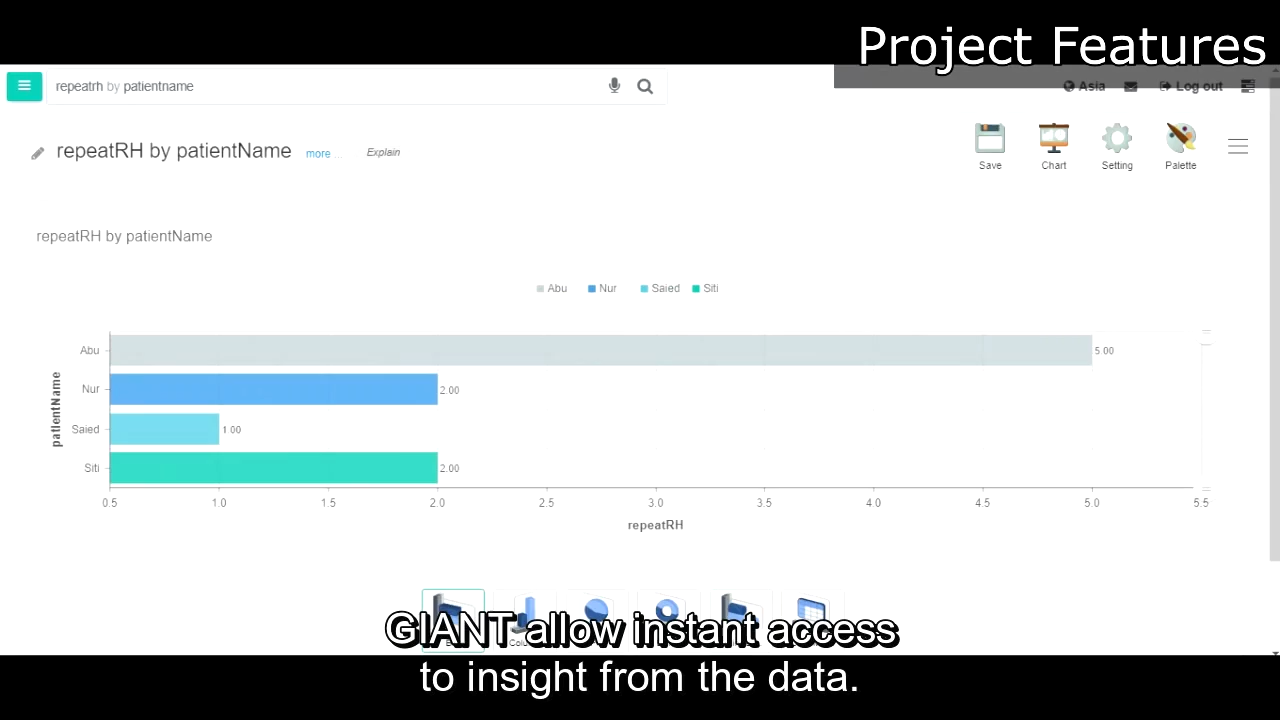 Project Features
repeatrh by patientname
Asia
Log out
repeatRH by patientName
more
Explain
Save
Chart
Setting
Palette
repeatRH by patientName
Abu
Nur
Saied
Siti
patientName
Abu
5.00
Nur
2.00
Saied
1.00
Siti
2.00
0.5 1.0 1.5 2.0 2.5 3.0 3.5 4.0 4.5 5.0 5.5
repeatRH
GIANT allow instant access
to insight from the data.